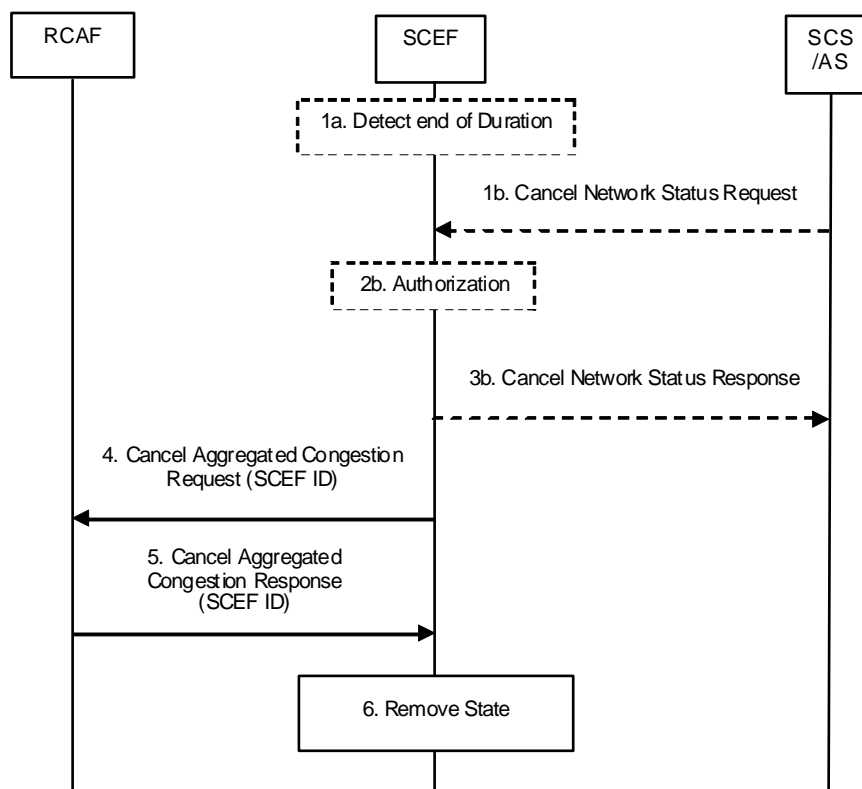 RCAF
SCEF
SCS
/AS
1a. Detect end of Duration
1b. Cancel Network Status Request
2b. Authorization
3b. Cancel Network Status Response
4. Cancel Aggregated Congestion
Request (SCEF ID)
5. Cancel Aggregated
Congestion Response
(SCEF ID)
6. Remove State